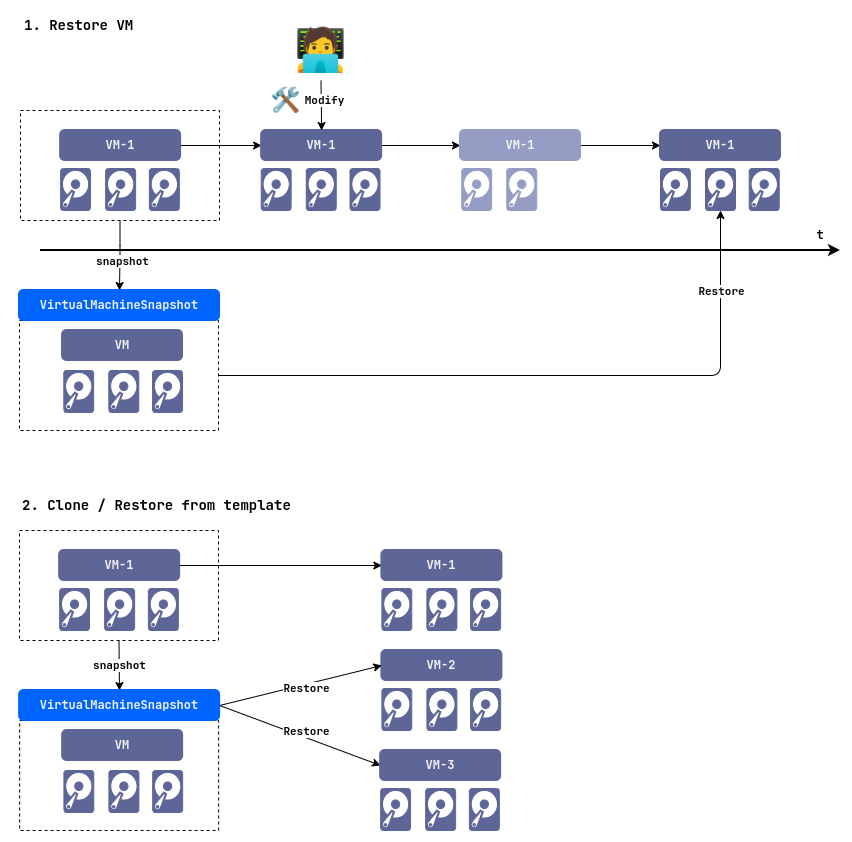 1. Restore VM
Modify
VM-1
VM-1
VM-1
VM-1
t
snapshot
Restore
VirtualMachineSnapshot
VM
2. Clone / Restore from template
VM-1
VM-1
snapshot
VM-2
Restore
VirtualMachineSnapshot
Restore
VM
VM-3